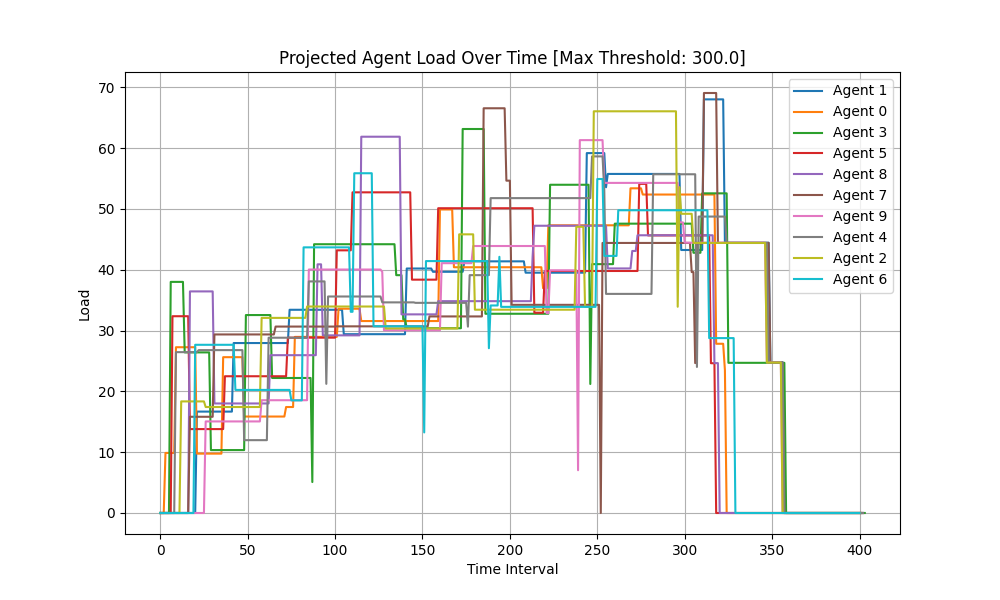 Projected Agent Load Over Time [Max Threshold: 300.0]
70
60
50
40
30
20
10
0
Load
0 50 100 150 200 250 300 350 400
Time Interval
Agent 1
Agent 0
Agent 3
Agent 5
Agent 8
Agent 7
Agent 9
Agent 4
Agent 2
Agent 6